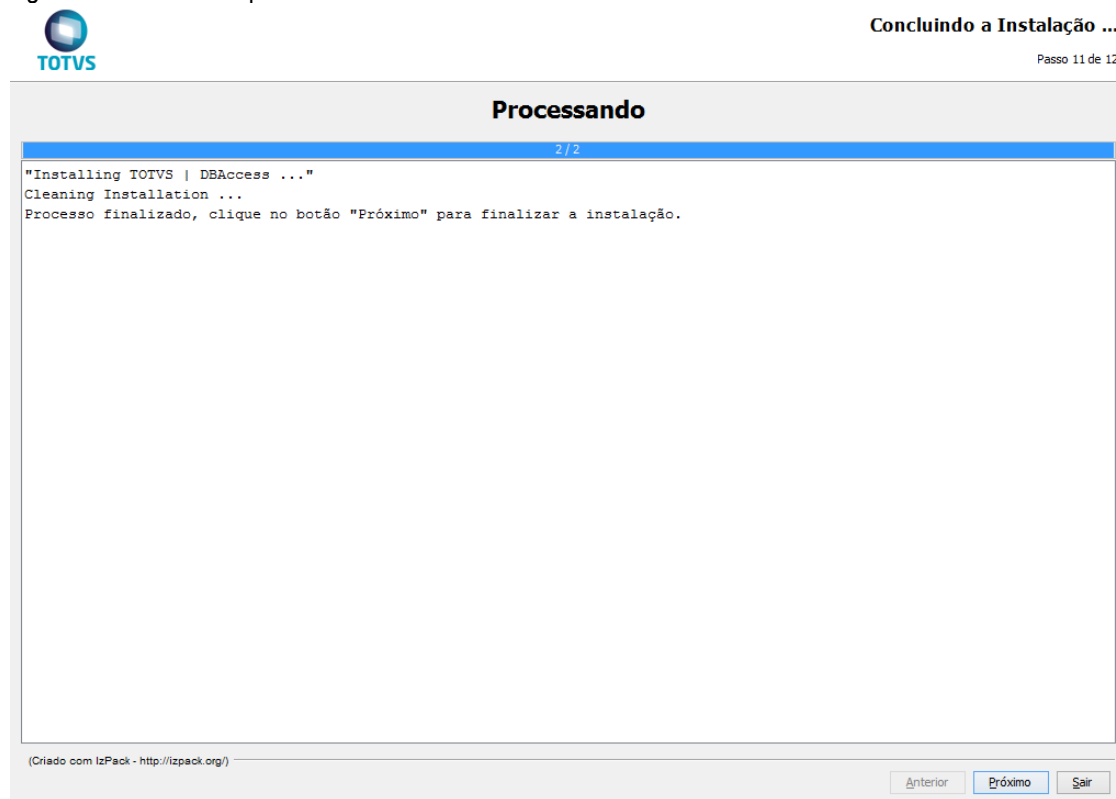 TOTVS
Concluindo a Instalação ...
Passo 11 de 12
Processando
2 / 2
"Installing TOTVS | DBAccess ..."
Cleaning Installation ...
Processo finalizado, clique no botão "Próximo" para finalizar a instalação.
(Criado com IzPack - http://izpack.org/)
Anterior Próximo Sair